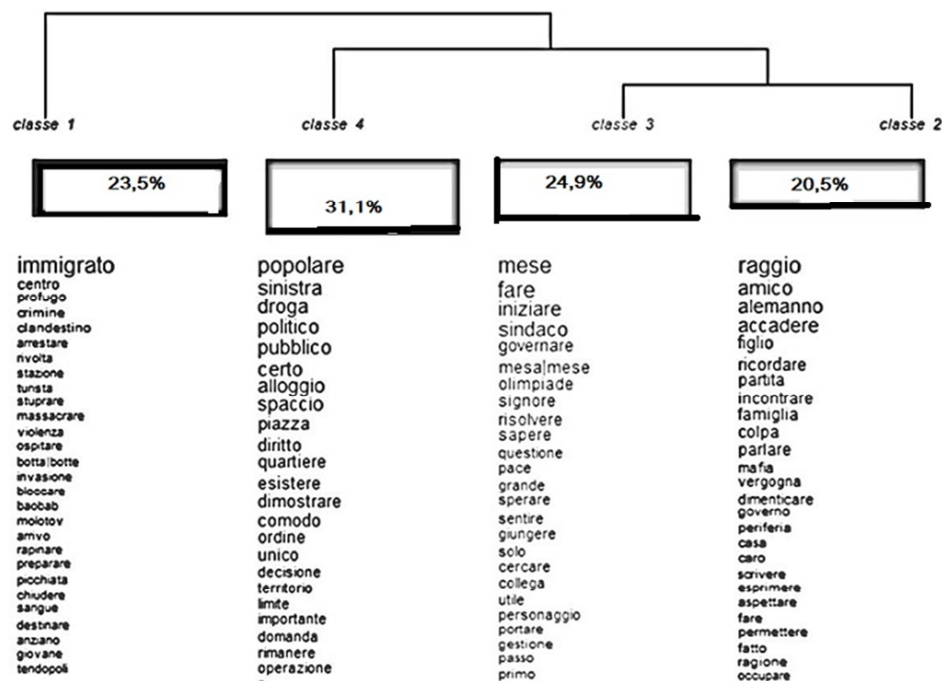 classe 1
classe 4
classe 3
classe 2
23,5%
31,1%
24,9%
20,5%
immigrato
centro
profugo
crimine
clandestino
arrestare
rivolta
stazione
turista
stuprare
massacrare
violenza
ospitare
botta|botte
invasione
bloccare
baobab
molotov
arrivo
rapinare
preparare
picchiata
chiudere
sangue
destinare
anziano
giovane
tendopoli
popolare
sinistra
droga
politico
pubblico
certo
alloggio
spaccio
piazza
diritto
quartiere
esistere
dimostrare
comodo
ordine
unico
decisione
territorio
limite
importante
domanda
rimanere
operazione
mese
fare
iniziare
sindaco
governare
mesa|mese
olimpiade
signore
risolvere
sapere
questione
pace
grande
sperare
sentire
giungere
solo
cercare
collega
utile
personaggio
portare
gestione
passo
primo
raggio
amico
alemanno
accadere
figlio
ricordare
partita
incontrare
famiglia
colpa
parlare
mafia
vergogna
dimenticare
governo
periferia
casa
caro
scrivere
esprimere
aspettare
fare
permettere
fatto
ragione
occupare